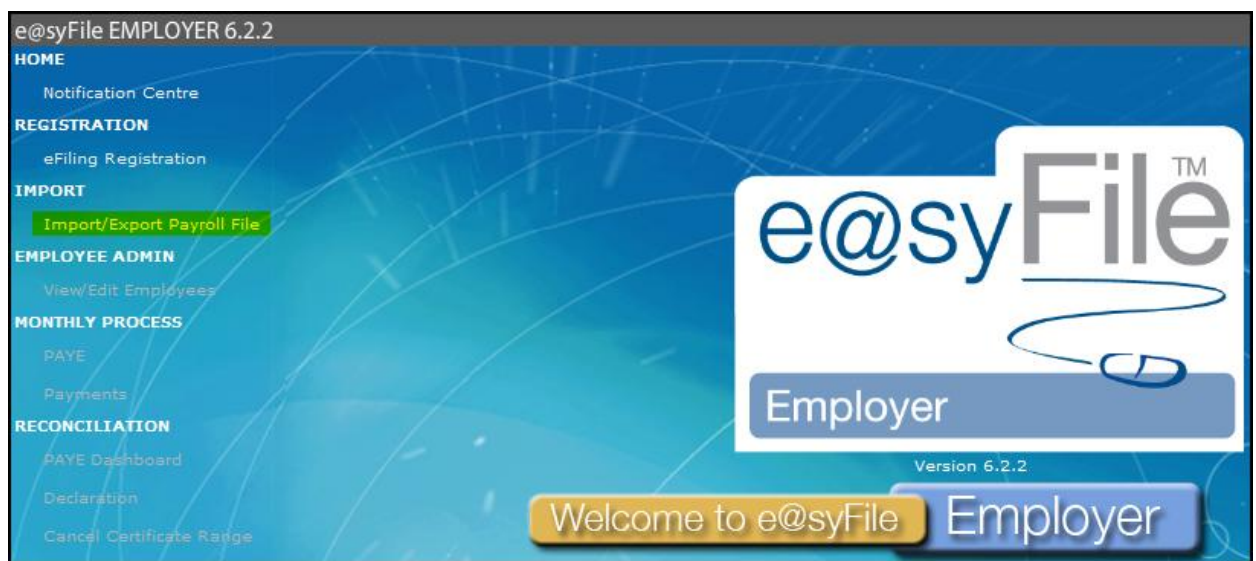 e@syFile EMPLOYER 6.2.2
HOME
Notification Centre
REGISTRATION
eFiling Registration
IMPORT
Import/Export Payroll File
EMPLOYEE ADMIN
View/Edit Employees
MONTHLY PROCESS
PAYE
Payments
RECONCILIATION
PAYE Dashboard
Declaration
Cancel Certificate Range
e@syFile™
Employer
Version 6.2.2
Welcome to e@syFile Employer